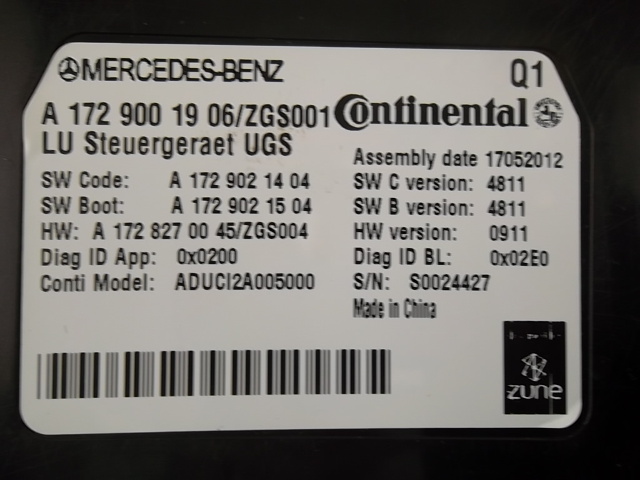 MERCEDES-BENZ
Q1
A 172 900 19 06/ZGS001
Continental
LU Steuergeraet UGS
Assembly date 17052012
SW Code: A 172 902 14 04
SW C version: 4811
SW Boot: A 172 902 15 04
SW B version: 4811
HW: A 172 827 00 45/ZGS004
HW version: 0911
Diag ID App: 0x0200
Diag ID BL: 0x02E0
Conti Model: ADUCI2A005000
S/N: S0024427
Made in China
zune